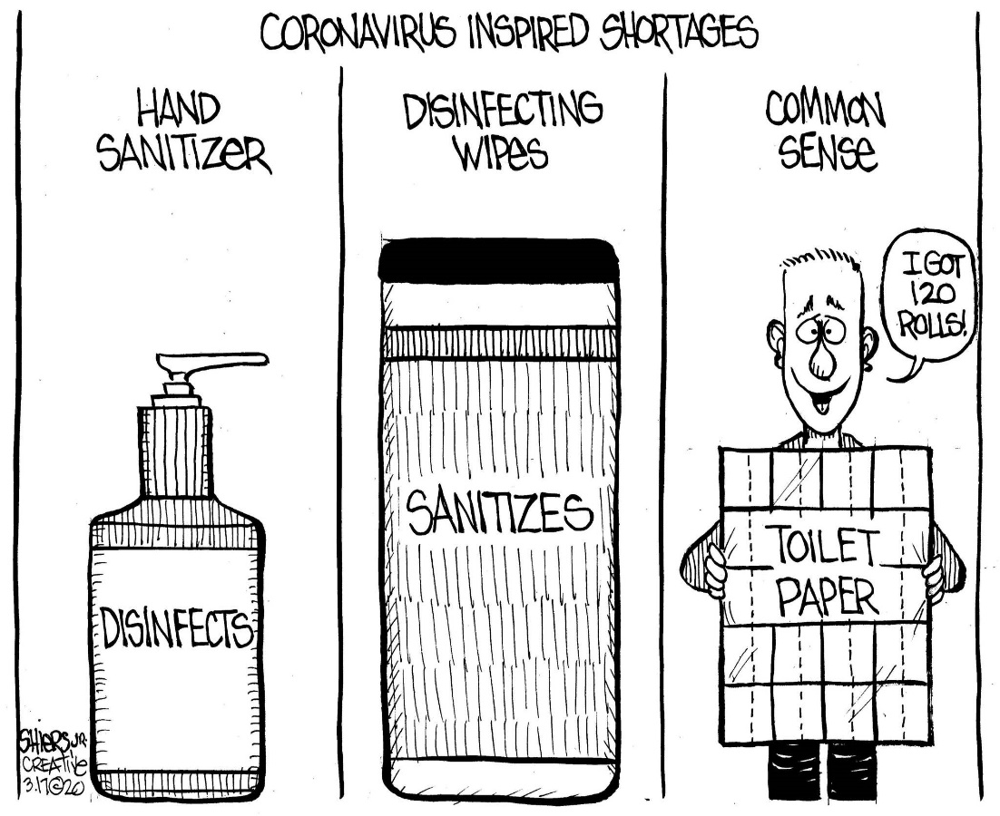 CORONAVIRUS INSPIRED SHORTAGES
HAND
SANITIZER
DISINFECTS
DISINFECTING
WIPES
SANITIZES
COMMON
SENSE
I GOT
120
ROLLS!
TOILET
PAPER
SHIERS JR.
CREATIVE
3.17©20